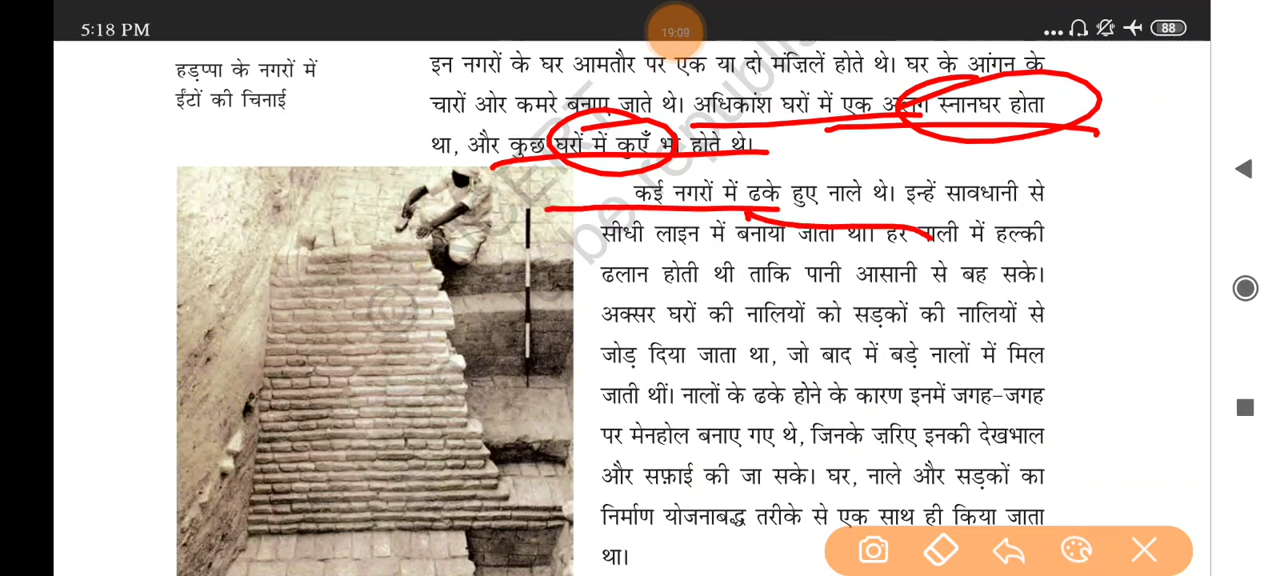 5:18 PM
19:09
88
हड़प्पा के नगरों में
ईंटों की चिनाई
इन नगरों के घर आमतौर पर एक या दो मंज़िलें होते थे। घर के आंगन के
चारों ओर कमरे बनाए जाते थे। अधिकांश घरों में एक अलग स्नानघर होता
था, और कुछ घरों में कुएँ भी होते थे।
कई नगरों में ढके हुए नाले थे। इन्हें सावधानी से
सीधी लाइन में बनाया जाता था। हर नाली में हल्की
ढलान होती थी ताकि पानी आसानी से बह सके।
अक्सर घरों की नालियों को सड़कों की नालियों से
जोड़ दिया जाता था, जो बाद में बड़े नालों में मिल
जाती थीं। नालों के ढके होने के कारण इनमें जगह-जगह
पर मेनहोल बनाए गए थे, जिनके ज़रिए इनकी देखभाल
और सफ़ाई की जा सके। घर, नाले और सड़कों का
निर्माण योजनाबद्ध तरीके से एक साथ ही किया जाता
था।